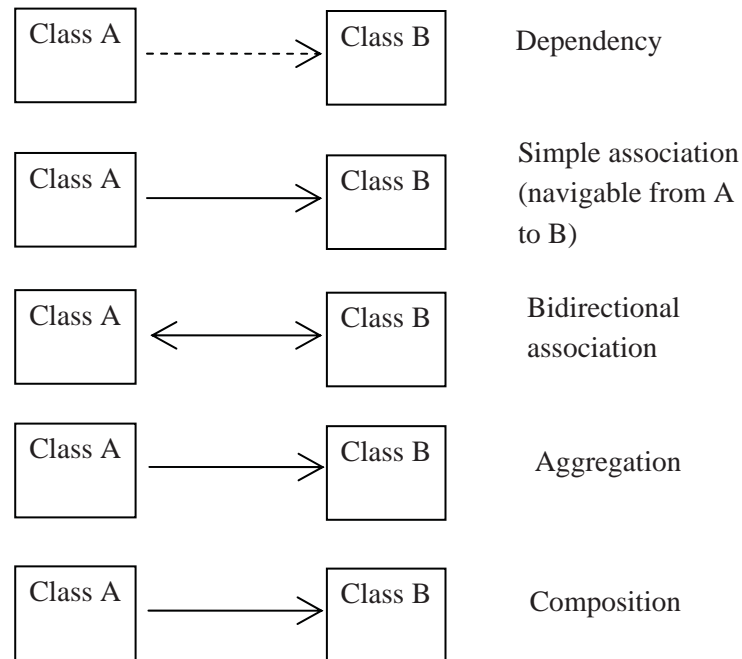 Class A
Class B
Dependency
Class A
Class B
Simple association
(navigable from A
to B)
Class A
Class B
Bidirectional
association
Class A
Class B
Aggregation
Class A
Class B
Composition